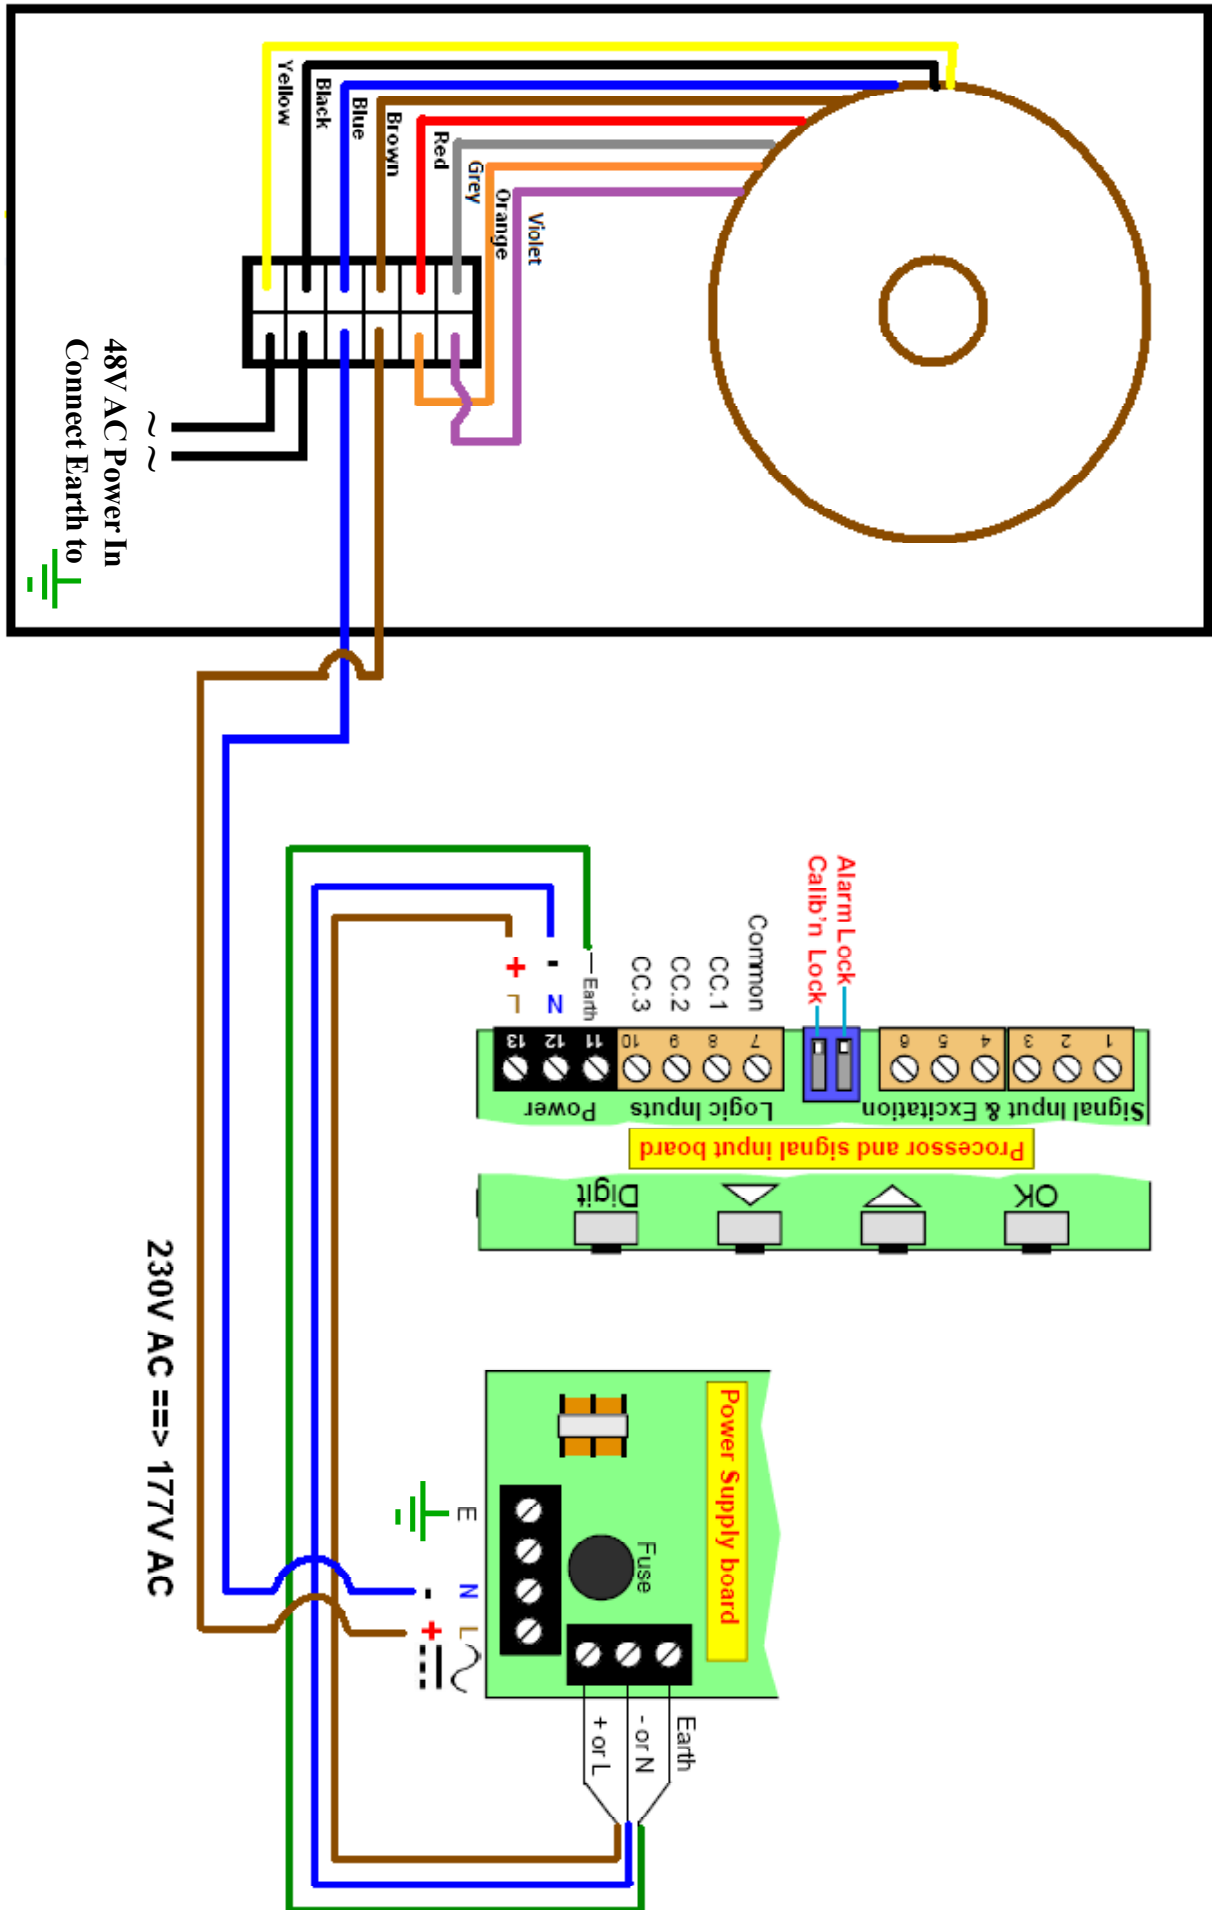 Yellow
Black
Blue
Brown
Red
Grey
Orange
Violet
48V AC Power In
Connect Earth to
~
~
Alarm Lock
Calib'n Lock
Common
CC.1
CC.2
CC.3
Earth
- N
+ L
1 2 3 4 5 6
7 8 9 10 11 12 13
Signal Input & Excitation
Logic Inputs
Power
Processor and signal input board
OK
Digit
230V AC ==> 177V AC
Power Supply board
Fuse
E
N -
L +
Earth
- or N
+ or L